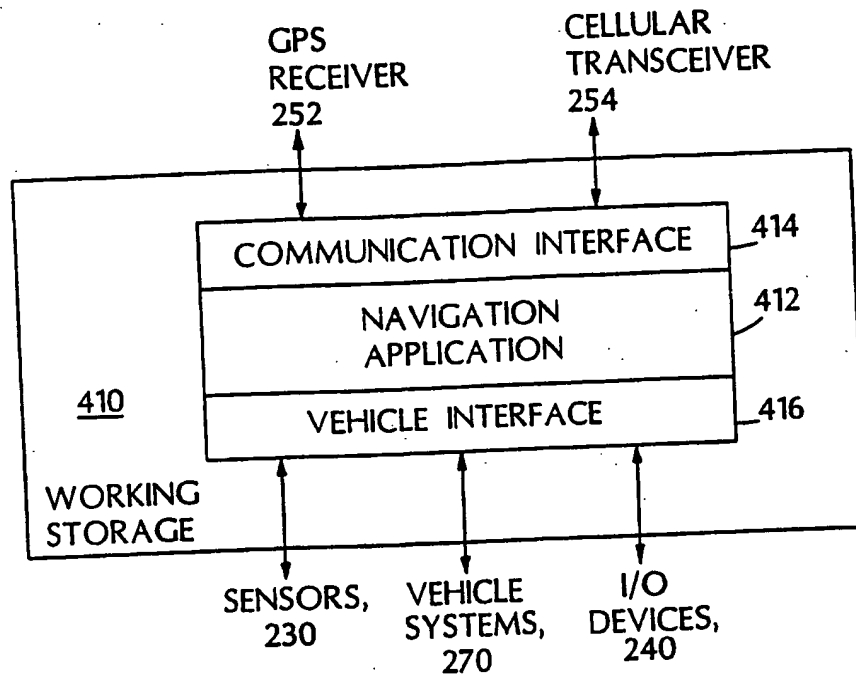 GPS
RECEIVER
252
CELLULAR
TRANSCEIVER
254
COMMUNICATION INTERFACE
414
NAVIGATION
APPLICATION
412
VEHICLE INTERFACE
416
410
WORKING
STORAGE
SENSORS,
230
VEHICLE
SYSTEMS,
270
I/O
DEVICES,
240